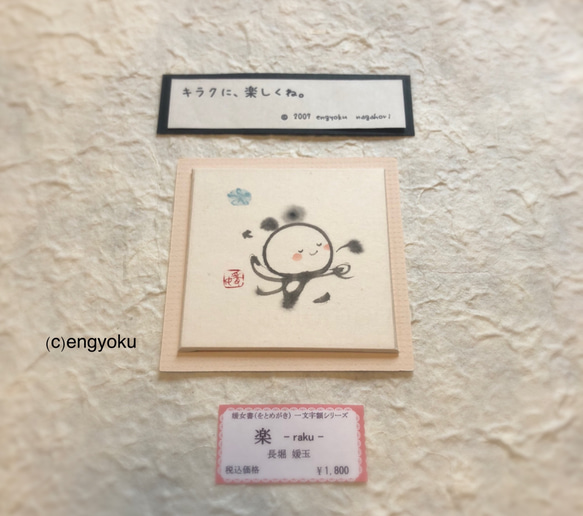 キラクに、楽しくね。
© 2009 engyoku nagahori
(c)engyoku
媛女書(をとめがき) 一文字額シリーズ
楽 - raku -
長堀 媛玉
税込価格 ¥1,800